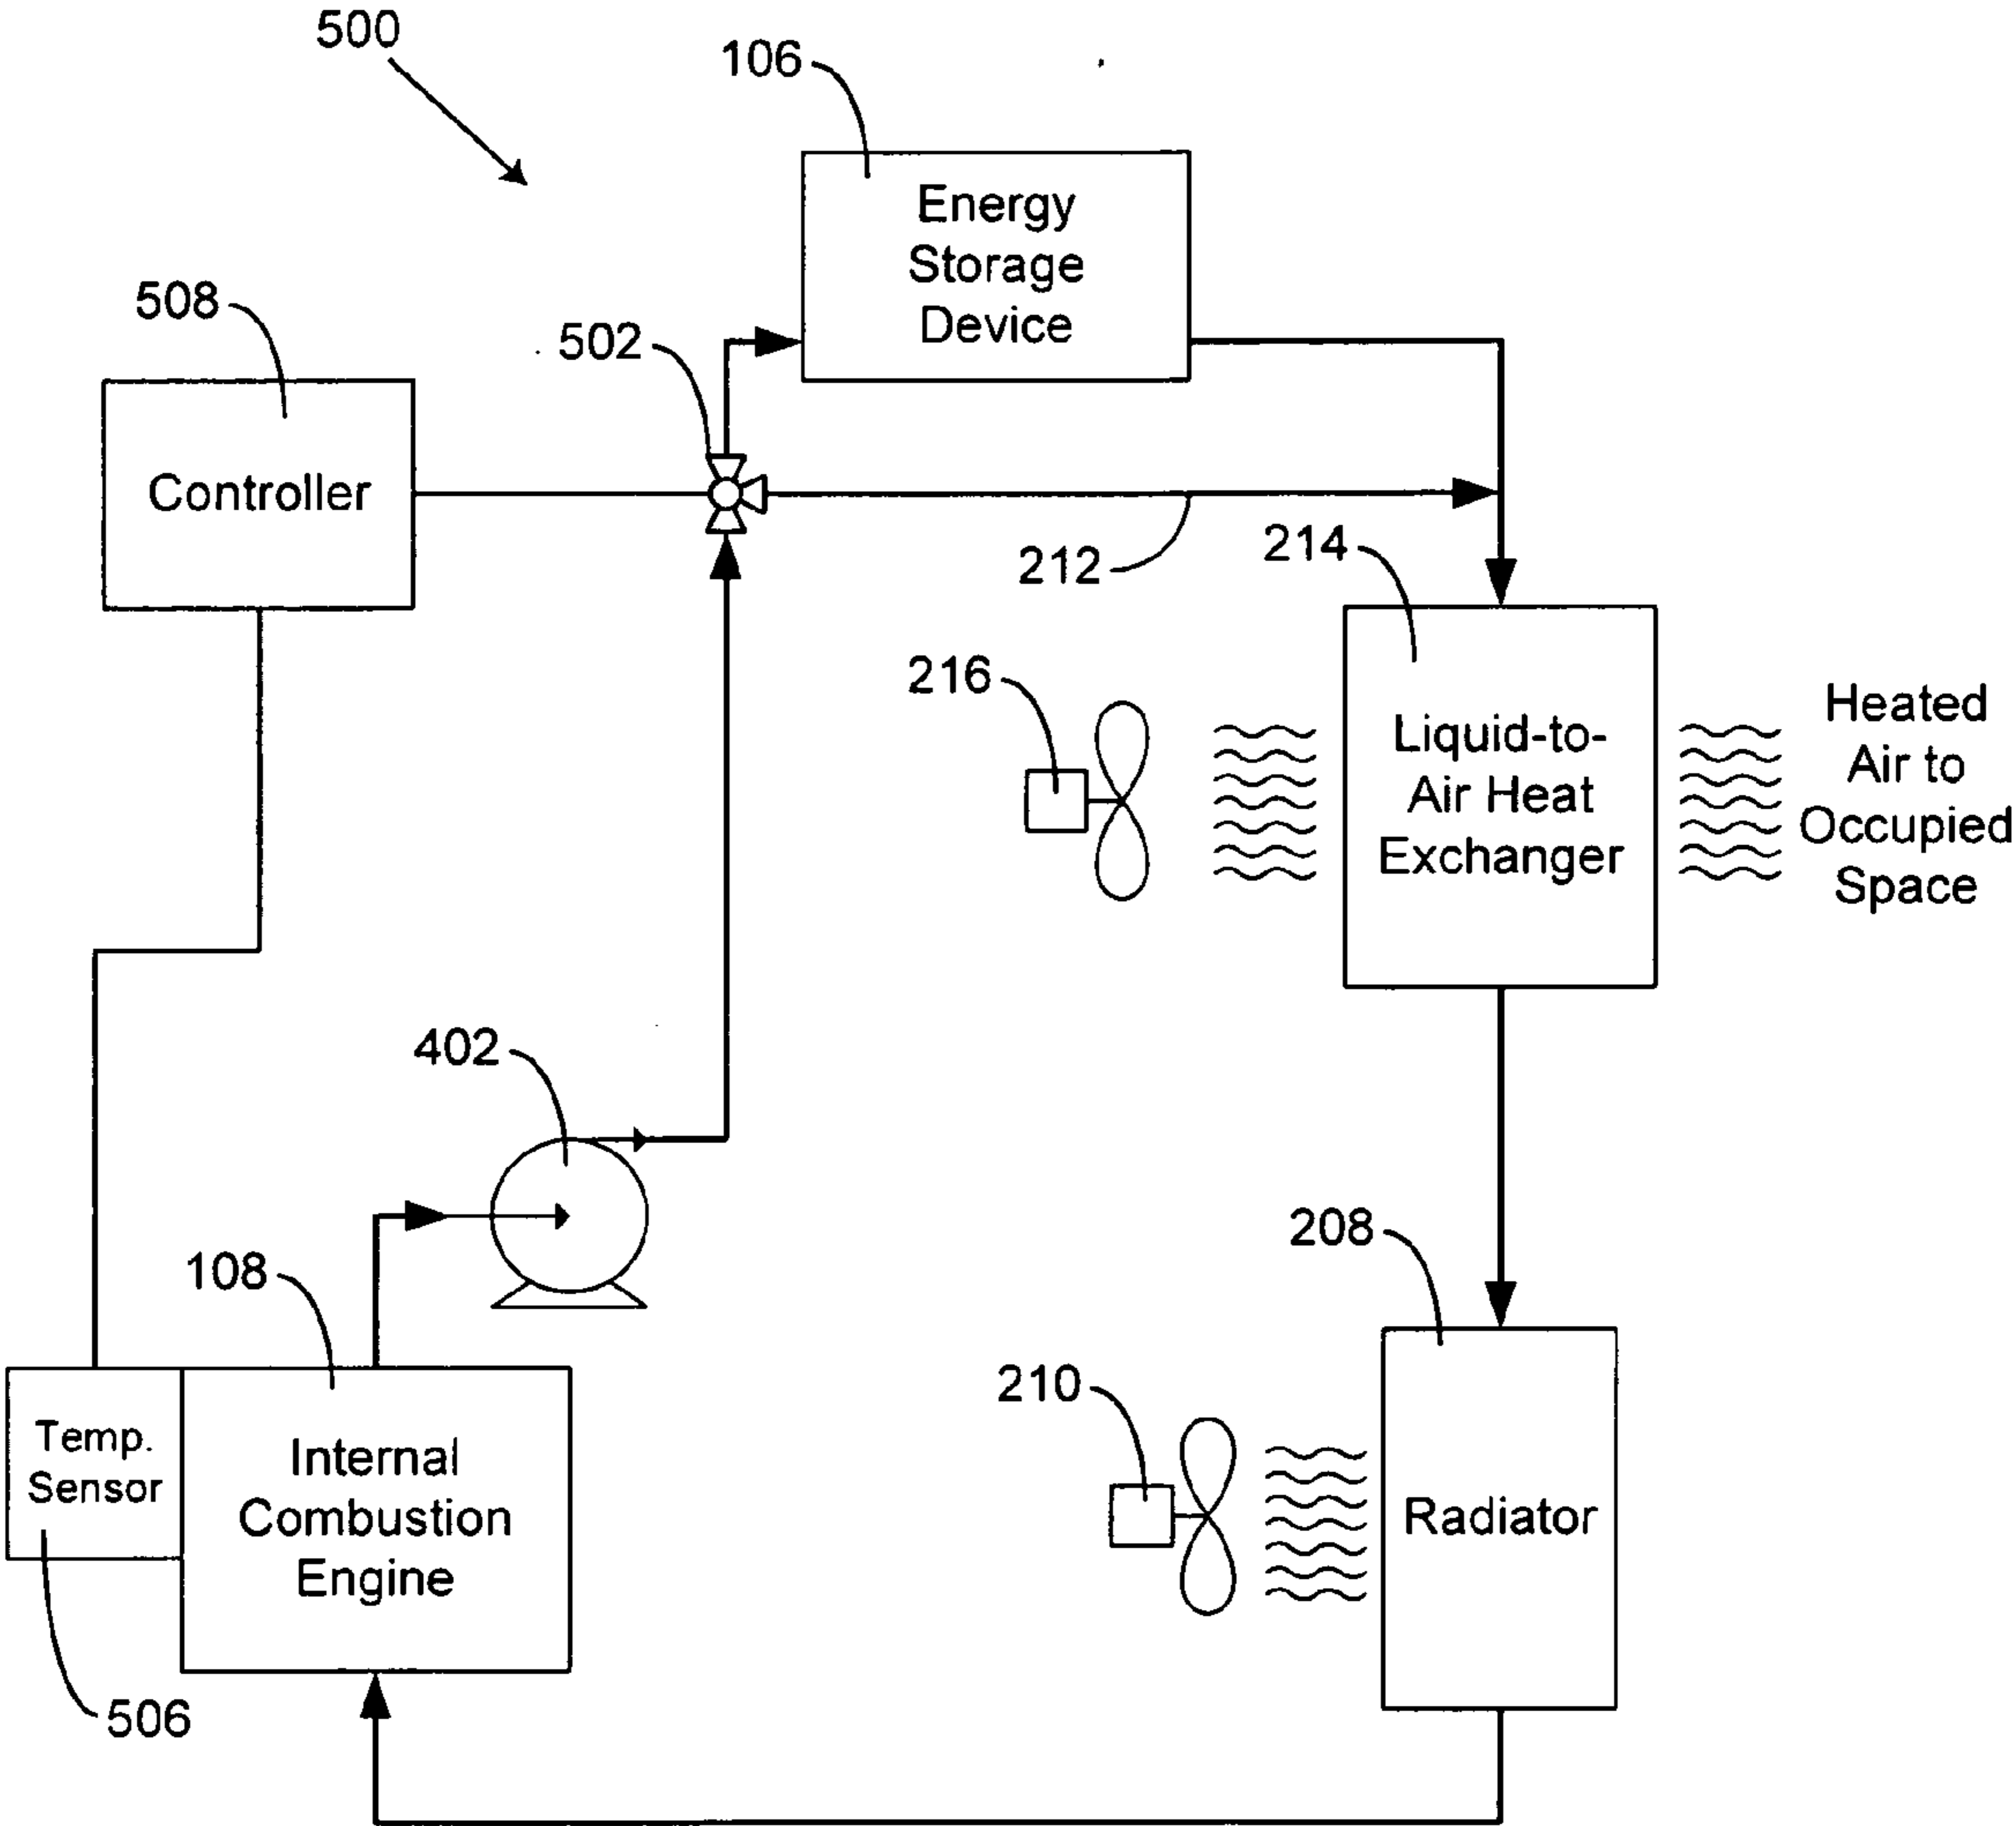 500
106
Energy
Storage
Device
508
502
Controller
212
214
216
Liquid-to-
Air Heat
Exchanger
Heated
Air to
Occupied
Space
402
108
208
210
Temp.
Sensor
Internal
Combustion
Engine
Radiator
506